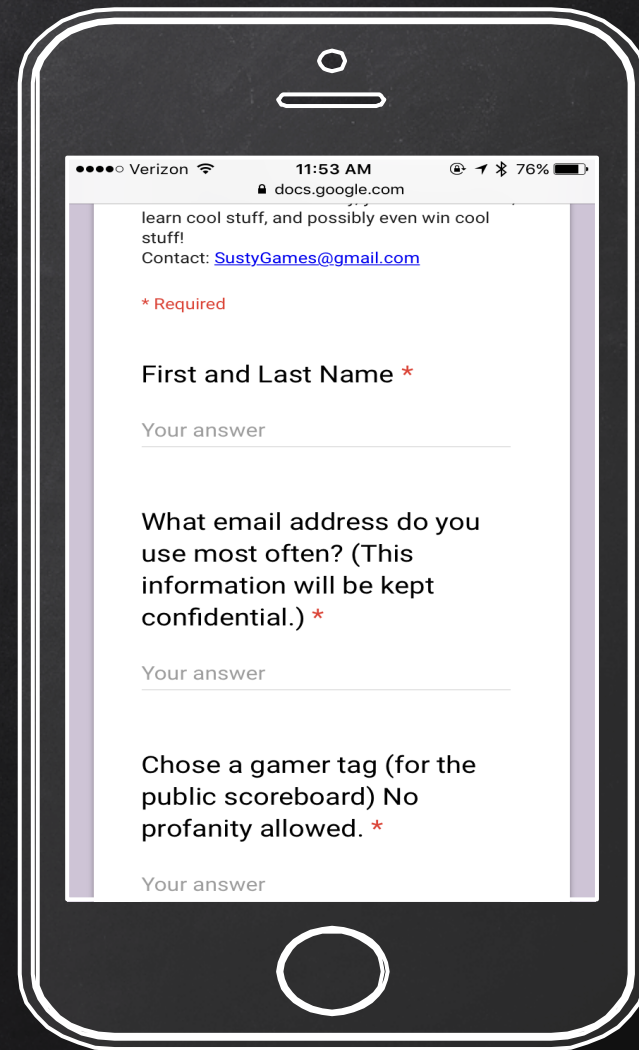 Verizon 11:53 AM 76%
docs.google.com
learn cool stuff, and possibly even win cool
stuff!
Contact: SustyGames@gmail.com
* Required
First and Last Name *
Your answer
What email address do you
use most often? (This
information will be kept
confidential.) *
Your answer
Chose a gamer tag (for the
public scoreboard) No
profanity allowed. *
Your answer